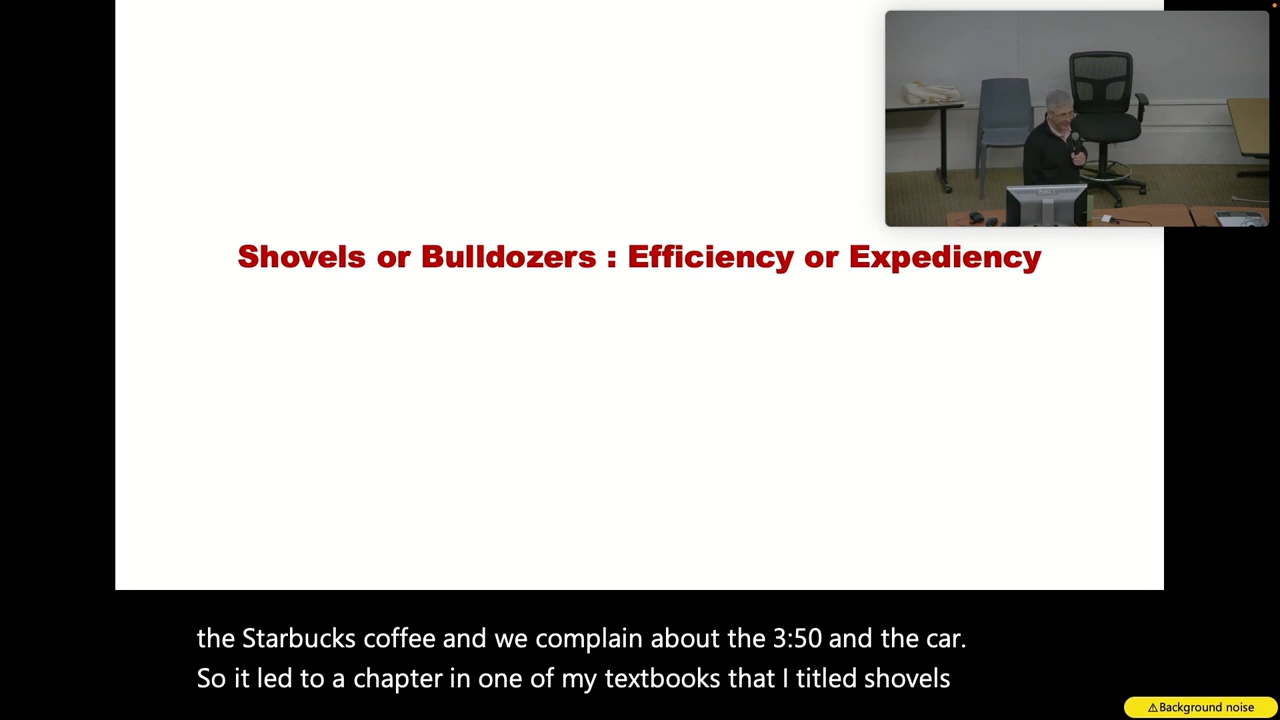 Shovels or Bulldozers : Efficiency or Expediency
the Starbucks coffee and we complain about the 3:50 and the car.
So it led to a chapter in one of my textbooks that I titled shovels
⚠Background noise